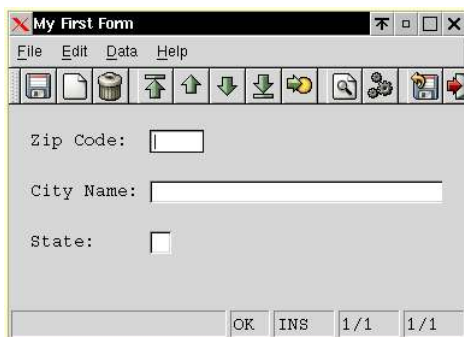 My First Form
File Edit Data Help
Zip Code:
City Name:
State:
OK INS 1/1 1/1